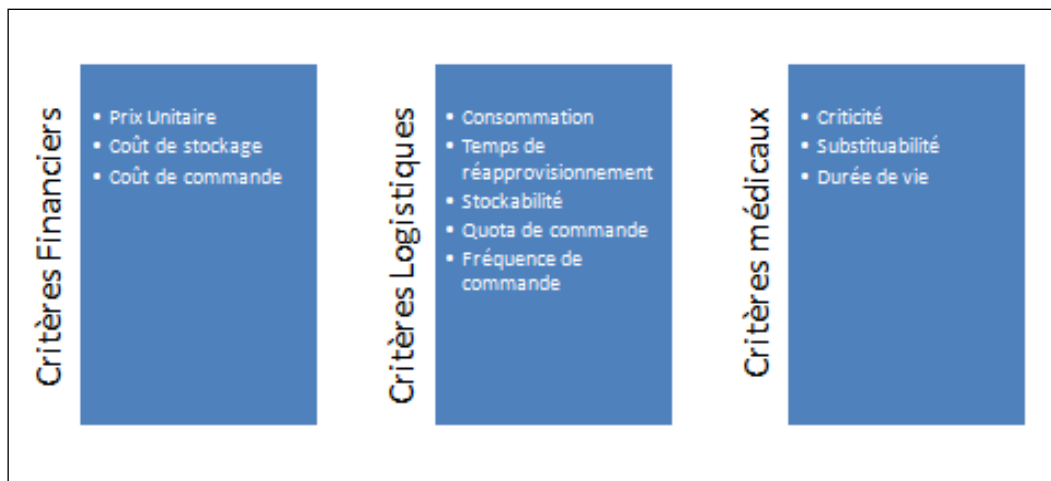 Critères Financiers
• Prix Unitaire
• Coût de stockage
• Coût de commande
Critères Logistiques
• Consommation
• Temps de
réapprovisionnement
• Stockabilité
• Quota de commande
• Fréquence de
commande
Critères médicaux
• Criticité
• Substituabilité
• Durée de vie